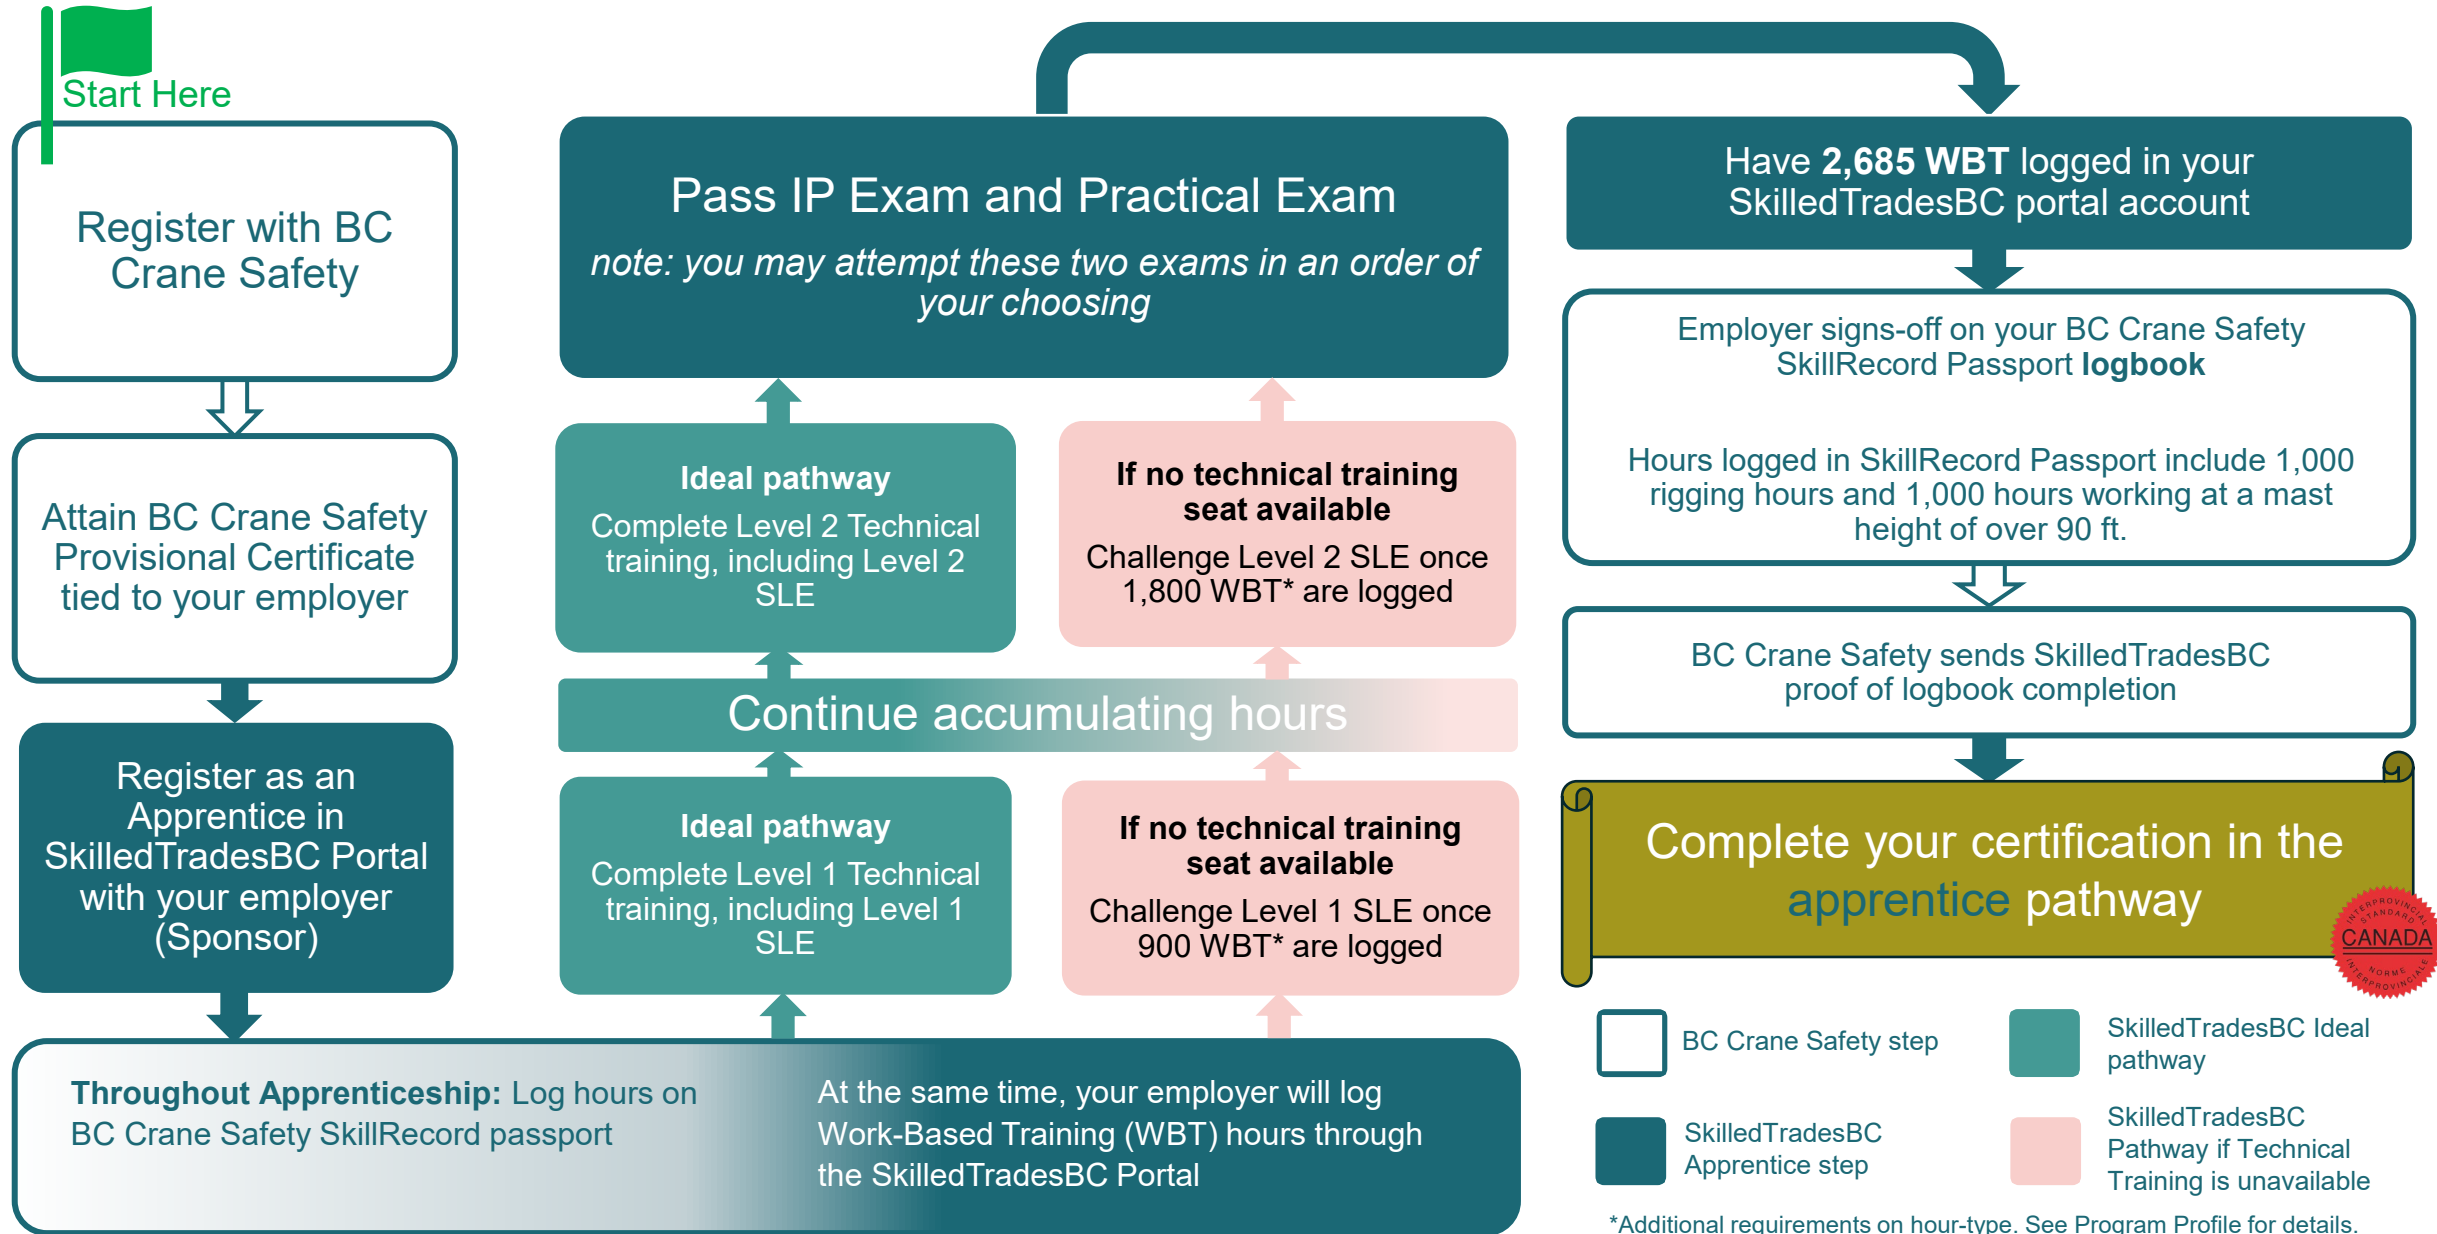 Start Here
Register with BC
Crane Safety
Attain BC Crane Safety
Provisional Certificate
tied to your employer
Register as an
Apprentice in
SkilledTradesBC Portal
with your employer
(Sponsor)
Throughout Apprenticeship: Log hours on
BC Crane Safety SkillRecord passport
At the same time, your employer will log
Work-Based Training (WBT) hours through
the SkilledTradesBC Portal
Ideal pathway
Complete Level 1 Technical
training, including Level 1
SLE
If no technical training
seat available
Challenge Level 1 SLE once
900 WBT* are logged
Continue accumulating hours
Ideal pathway
Complete Level 2 Technical
training, including Level 2
SLE
If no technical training
seat available
Challenge Level 2 SLE once
1,800 WBT* are logged
Pass IP Exam and Practical Exam
note: you may attempt these two exams in an order of
your choosing
Have 2,685 WBT logged in your
SkilledTradesBC portal account
Employer signs-off on your BC Crane Safety
SkillRecord Passport logbook
Hours logged in SkillRecord Passport include 1,000
rigging hours and 1,000 hours working at a mast
height of over 90 ft.
BC Crane Safety sends SkilledTradesBC
proof of logbook completion
Complete your certification in the
apprentice pathway
INTERPROVINCIAL
STANDARD
CANADA
NORME
INTERPROVINCIALE
BC Crane Safety step
SkilledTradesBC Ideal
pathway
SkilledTradesBC
Apprentice step
SkilledTradesBC
Pathway if Technical
Training is unavailable
*Additional requirements on hour-type. See Program Profile for details.